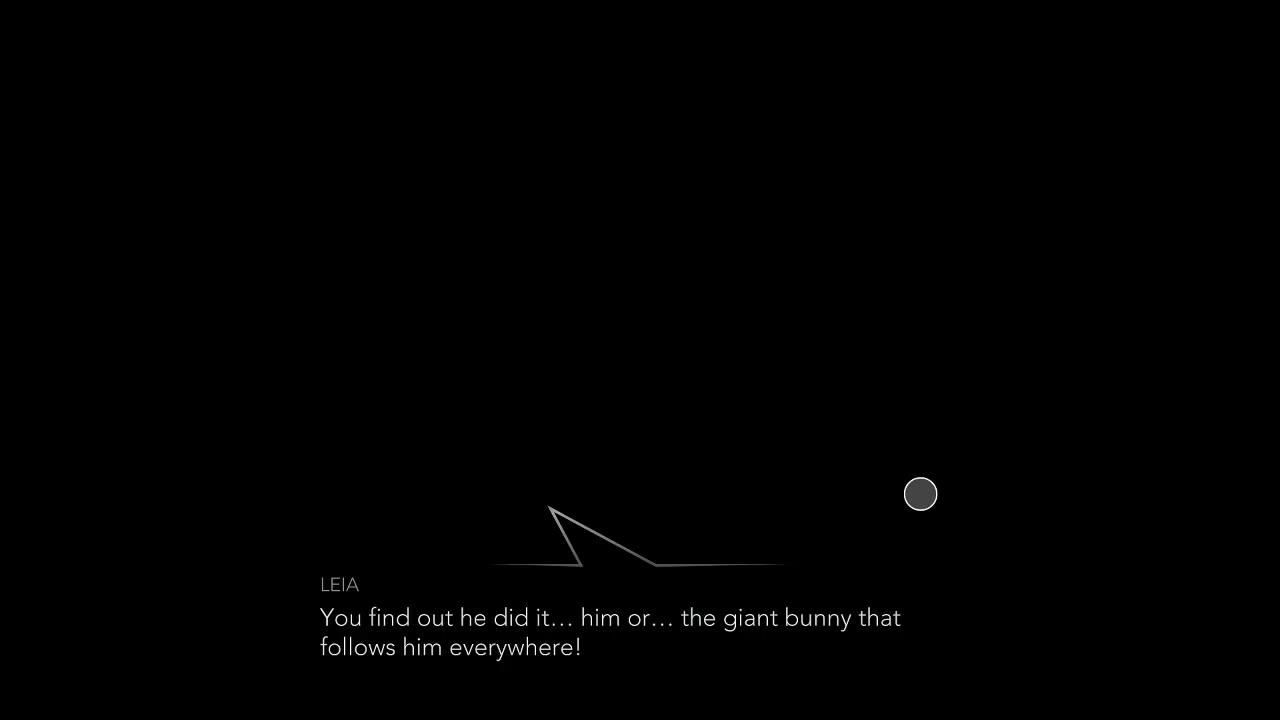 LEIA
You find out he did it… him or… the giant bunny that
follows him everywhere!